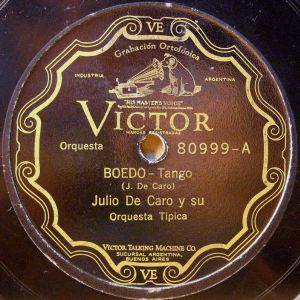 VE
Grabación Ortofónica
INDUSTRIA
ARGENTINA
"HIS MASTER'S VOICE"
VICTOR
MARCAS REGISTRADAS
Orquesta
80999-A
BOEDO - Tango
(J. De Caro)
Julio De Caro y su
Orquesta Típica
VICTOR TALKING MACHINE CO.
SUCURSAL ARGENTINA,
BUENOS AIRES
VE